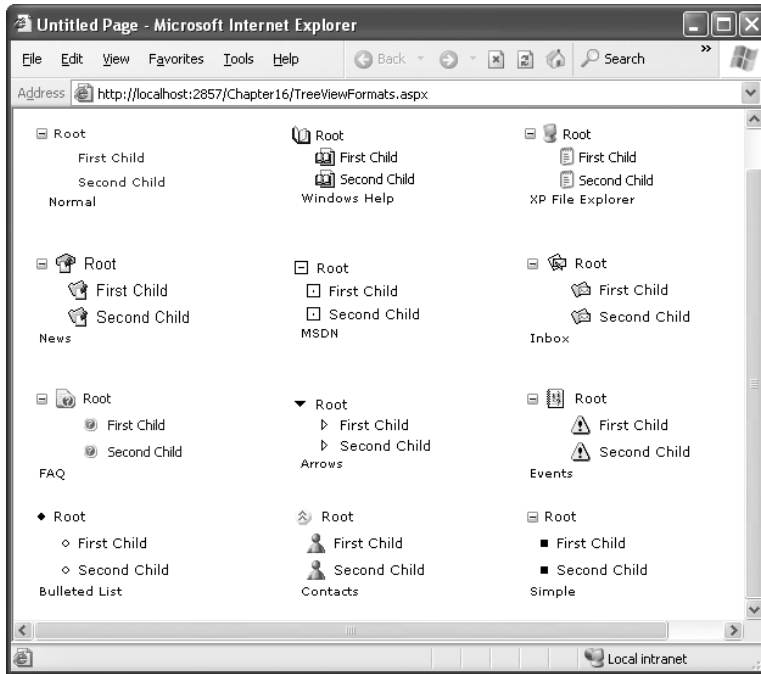 Untitled Page - Microsoft Internet Explorer
File Edit View Favorites Tools Help Back Search »
Address http://localhost:2857/Chapter16/TreeViewFormats.aspx
Root
First Child
Second Child
Normal
Root
First Child
Second Child
Windows Help
Root
First Child
Second Child
XP File Explorer
Root
First Child
Second Child
News
Root
First Child
Second Child
MSDN
Root
First Child
Second Child
Inbox
Root
First Child
Second Child
FAQ
Root
First Child
Second Child
Arrows
Root
First Child
Second Child
Events
Root
First Child
Second Child
Bulleted List
Root
First Child
Second Child
Contacts
Root
First Child
Second Child
Simple
Local intranet